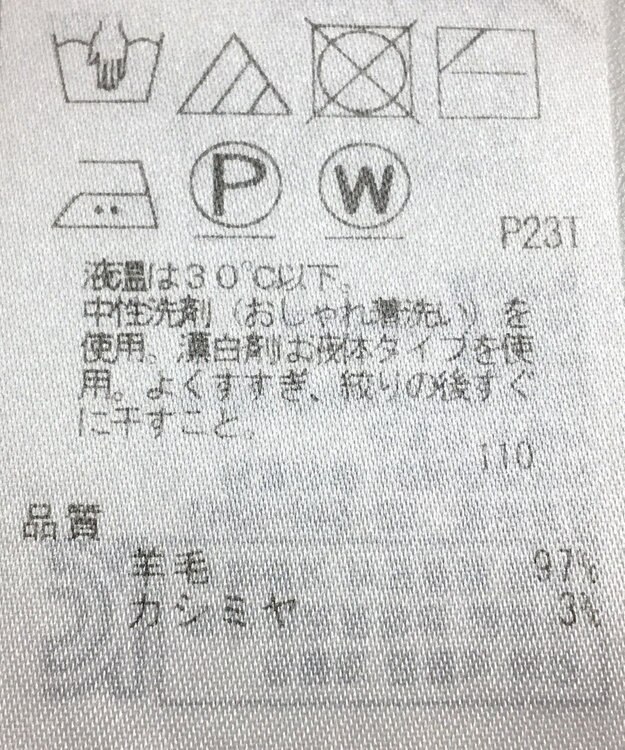 P W
P23T
液温は30℃以下。
中性洗剤（おしゃれ着洗い）を
使用。漂白剤は液体タイプを使
用。よくすすぎ、絞りの後すぐ
に干すこと。
110
品質
羊毛 97%
カシミヤ 3%